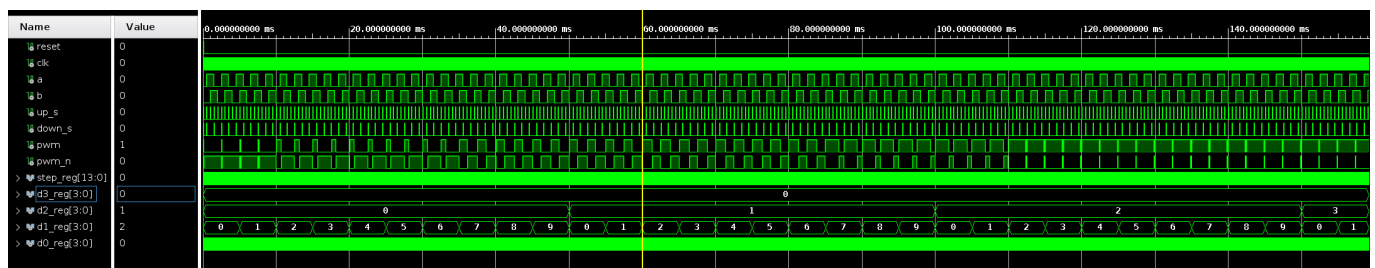 Name Value
0.000000000 ms 20.000000000 ms 40.000000000 ms 60.000000000 ms 80.000000000 ms 100.000000000 ms 120.000000000 ms 140.000000000 ms
reset 0
clk 0
a 0
b 0
up_s 0
down_s 0
pwm 1
pwm_n 0
step_reg[13:0] 0
d3_reg[3:0] 0 0
d2_reg[3:0] 1 0 1 2 3
d1_reg[3:0] 2 0 1 2 3 4 5 6 7 8 9 0 1 2 3 4 5 6 7 8 9 0 1 2 3 4 5 6 7 8 9 0 1
d0_reg[3:0] 0